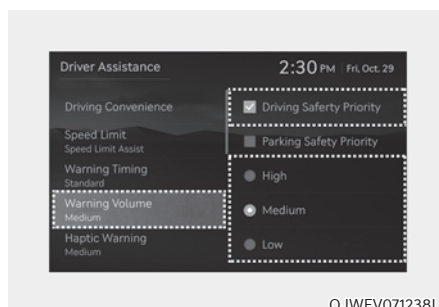 Driver Assistance
2:30 PM Fri, Oct. 29
Driving Convenience
Speed Limit
Speed Limit Assist
Warning Timing
Standard
Warning Volume
Medium
Haptic Warning
Medium
Driving Saferty Priority
Parking Safety Priority
High
Medium
Low
OJWEV071238L